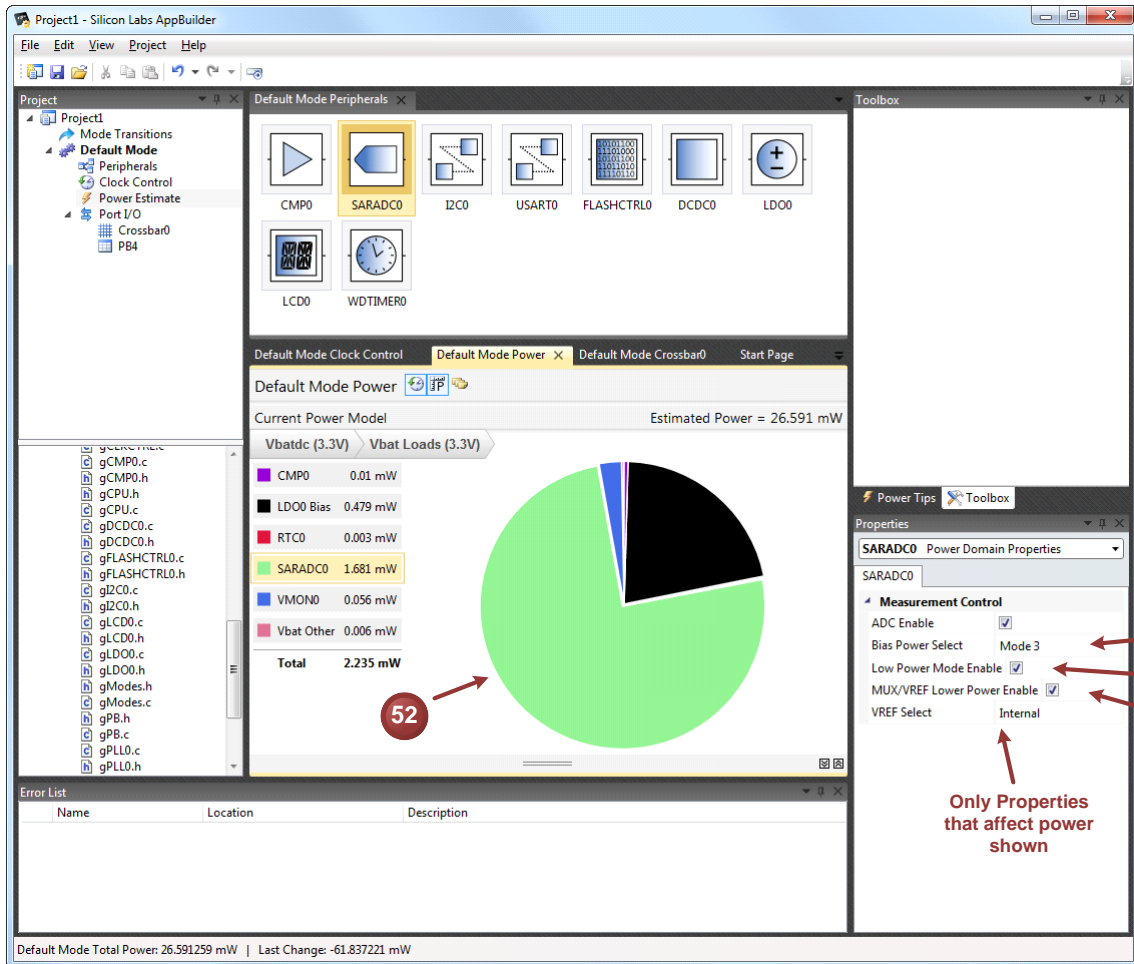 Project1 - Silicon Labs AppBuilder
File Edit View Project Help
Project
Project1
Mode Transitions
Default Mode
Peripherals
Clock Control
Power Estimate
Port I/O
Crossbar0
PB4
gCMP0.c
gCMP0.h
gCPU.h
gCPU.c
gDCDC0.c
gDCDC0.h
gFLASHCTRL0.c
gFLASHCTRL0.h
gI2C0.c
gI2C0.h
gLCD0.c
gLCD0.h
gLDO0.c
gLDO0.h
gModes.h
gModes.c
gPB.h
gPB.c
gPLL0.c
gPLL0.h
Default Mode Peripherals
10101100
11101000
10101100
11011010
11110110
CMP0 SARADC0 I2C0 USART0 FLASHCTRL0 DCDC0 LDO0
LCD0 WDTIMER0
Default Mode Clock Control Default Mode Power Default Mode Crossbar0 Start Page
Default Mode Power
Current Power Model Estimated Power = 26.591 mW
Vbatdc (3.3V) Vbat Loads (3.3V)
CMP0 0.01 mW
LDO0 Bias 0.479 mW
RTC0 0.003 mW
SARADC0 1.681 mW
VMON0 0.056 mW
Vbat Other 0.006 mW
Total 2.235 mW
52
Toolbox
Power Tips Toolbox
Properties
SARADC0 Power Domain Properties
SARADC0
Measurement Control
ADC Enable
Bias Power Select Mode 3
Low Power Mode Enable
MUX/VREF Lower Power Enable
VREF Select Internal
Only Properties
that affect power
shown
Error List
Name Location Description
Default Mode Total Power: 26.591259 mW | Last Change: -61.837221 mW